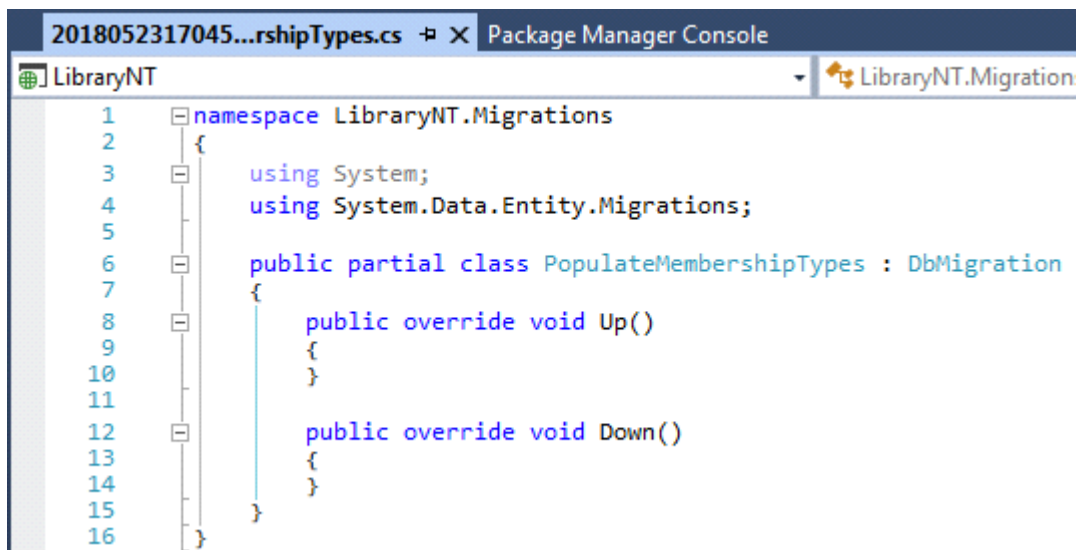 2018052317045...rshipTypes.cs Package Manager Console
LibraryNT LibraryNT.Migration
1 namespace LibraryNT.Migrations
2 {
3 using System;
4 using System.Data.Entity.Migrations;
5
6 public partial class PopulateMembershipTypes : DbMigration
7 {
8 public override void Up()
9 {
10 }
11
12 public override void Down()
13 {
14 }
15 }
16 }